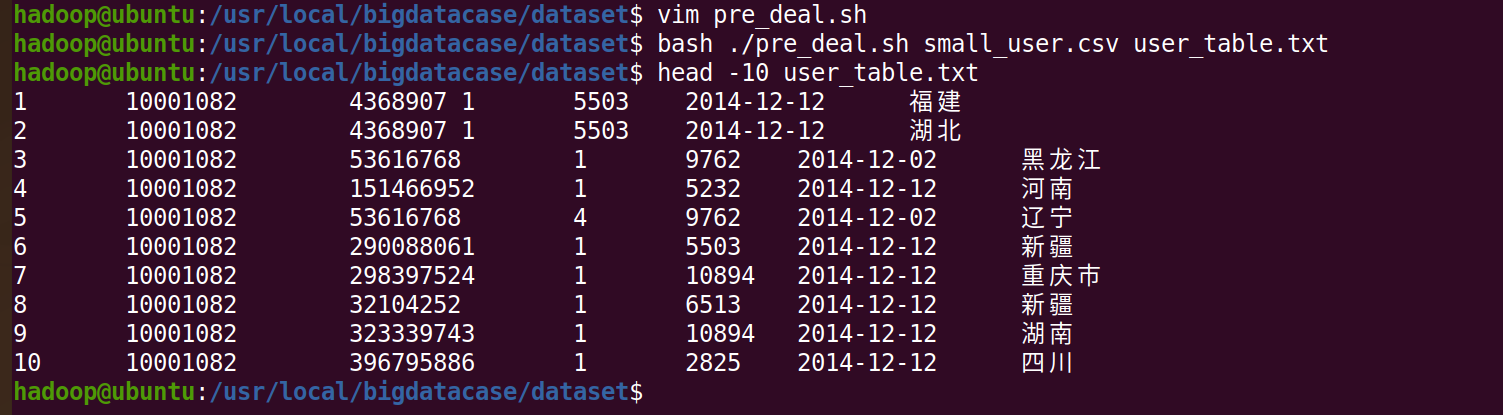 hadoop@ubuntu:/usr/local/bigdatacase/dataset$ vim pre_deal.sh
hadoop@ubuntu:/usr/local/bigdatacase/dataset$ bash ./pre_deal.sh small_user.csv user_table.txt
hadoop@ubuntu:/usr/local/bigdatacase/dataset$ head -10 user_table.txt
1	10001082	4368907	1	5503	2014-12-12	福建
2	10001082	4368907	1	5503	2014-12-12	湖北
3	10001082	53616768	1	9762	2014-12-02	黑龙江
4	10001082	151466952	1	5232	2014-12-12	河南
5	10001082	53616768	4	9762	2014-12-02	辽宁
6	10001082	290088061	1	5503	2014-12-12	新疆
7	10001082	298397524	1	10894	2014-12-12	重庆市
8	10001082	32104252	1	6513	2014-12-12	新疆
9	10001082	323339743	1	10894	2014-12-12	湖南
10	10001082	396795886	1	2825	2014-12-12	四川
hadoop@ubuntu:/usr/local/bigdatacase/dataset$